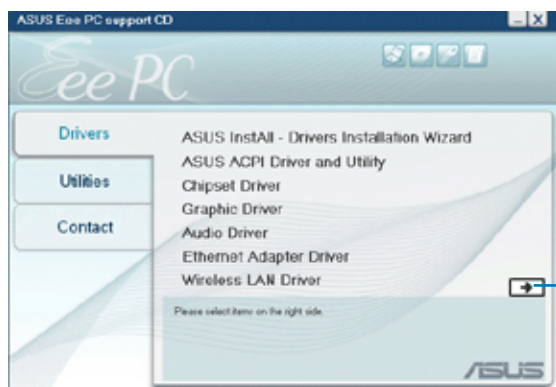 ASUS Eee PC support CD
Eee PC
Drivers
Utilities
Contact
ASUS InstAll - Drivers Installation Wizard
ASUS ACPI Driver and Utility
Chipset Driver
Graphic Driver
Audio Driver
Ethernet Adapter Driver
Wireless LAN Driver
Please select items on the right side.
ASUS